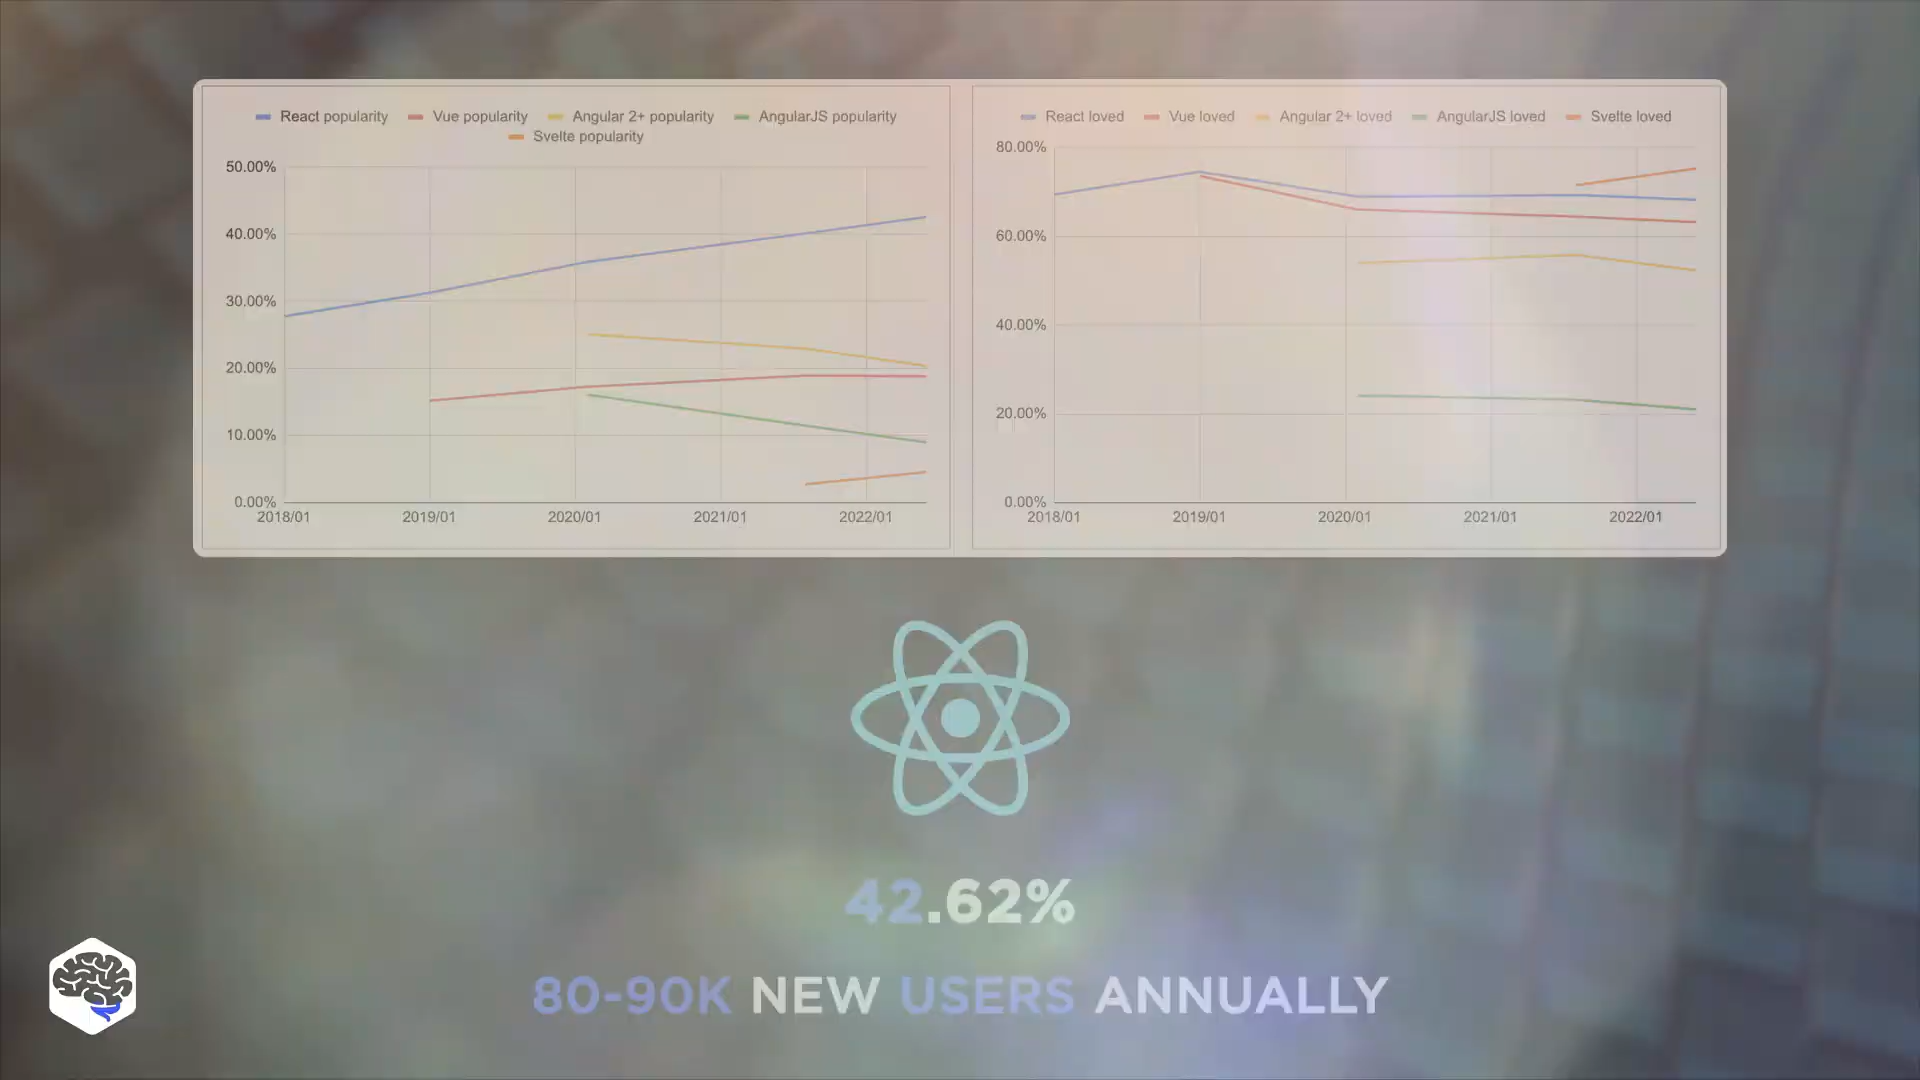 React popularity Vue popularity Angular 2+ popularity AngularJS popularity
Svelte popularity
50.00%
40.00%
30.00%
20.00%
10.00%
0.00%
2018/01 2019/01 2020/01 2021/01 2022/01
React loved Vue loved Angular 2+ loved AngularJS loved Svelte loved
80.00%
60.00%
40.00%
20.00%
0.00%
2018/01 2019/01 2020/01 2021/01 2022/01
42.62%
80-90K NEW USERS ANNUALLY